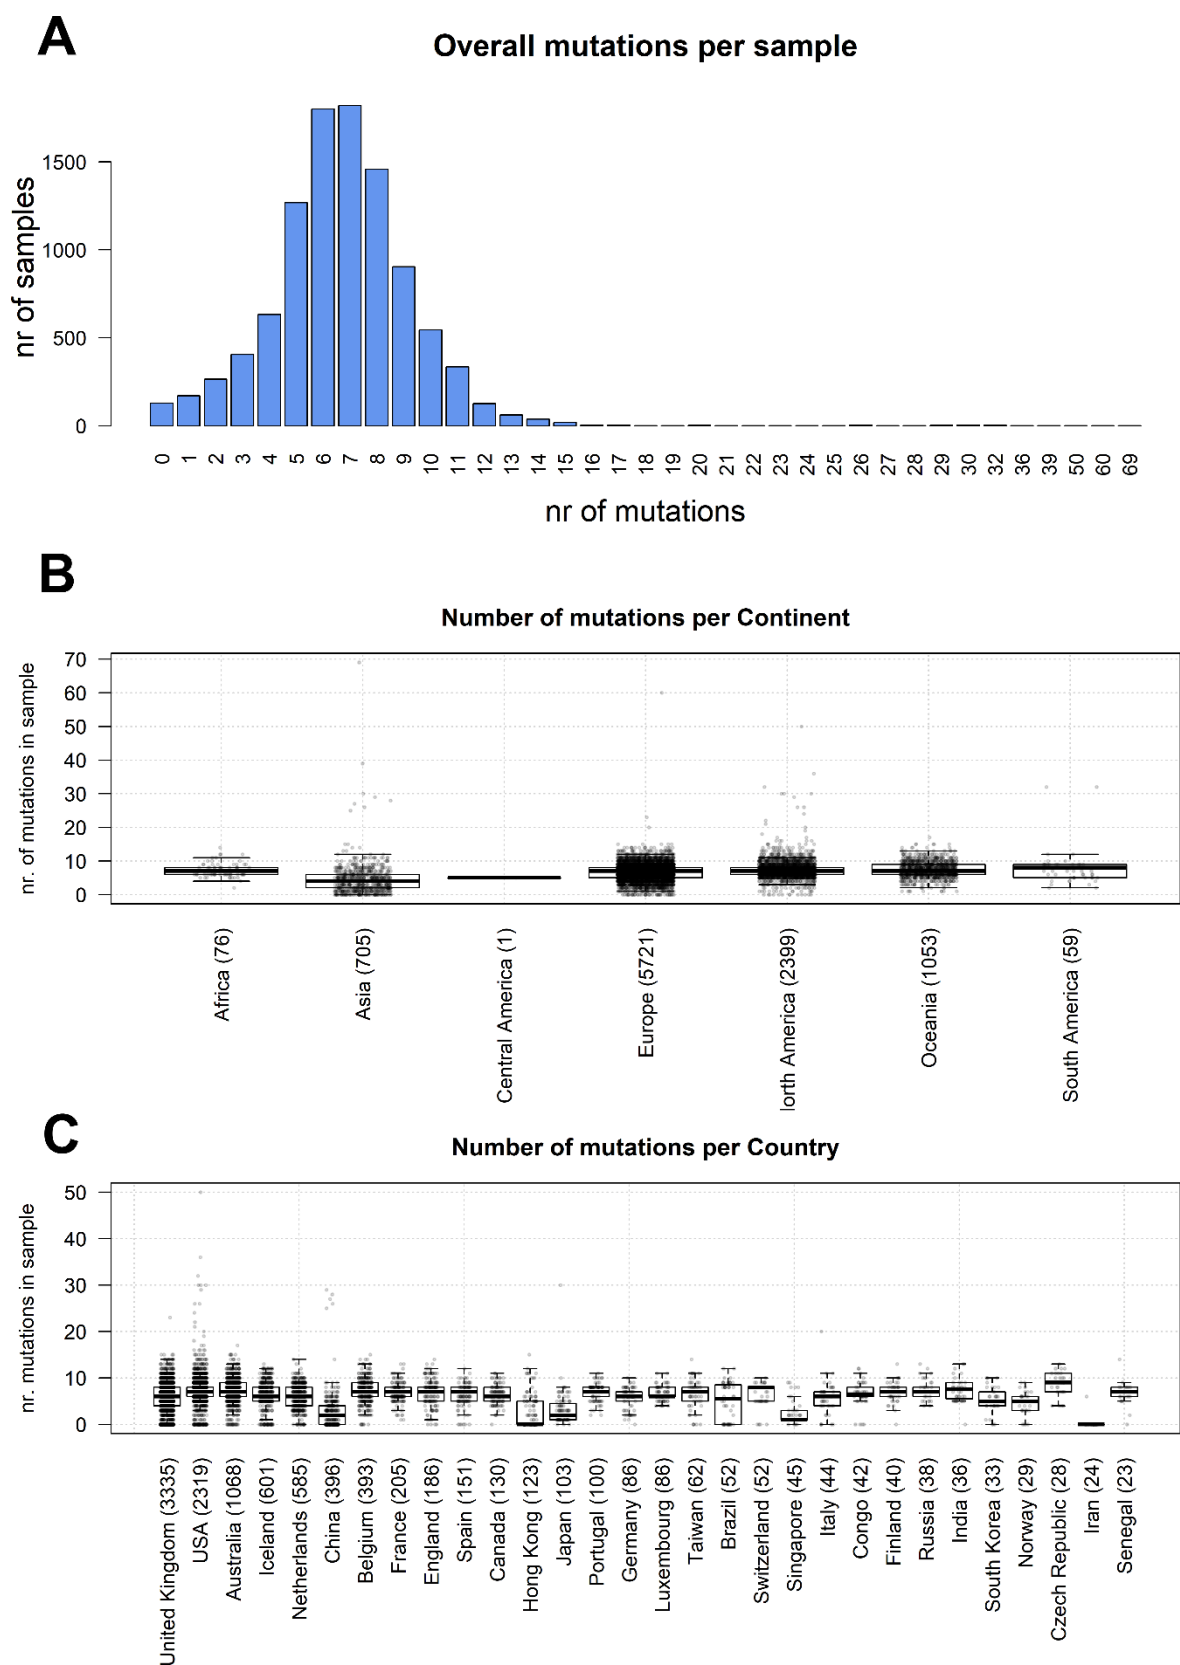 A
Overall mutations per sample
nr of samples
1500
1000
500
0
0 1 2 3 4 5 6 7 8 9 10 11 12 13 14 15 16 17 18 19 20 21 22 24 25 26 27 28 29 30 32 36 39 50 60 69
nr of mutations
B
Number of mutations per Continent
nr. of mutations in sample
70
60
50
40
30
20
10
0
Africa (76)
Asia (705)
Central America (1)
Europe (5721)
lorth America (2399)
Oceania (1053)
South America (59)
C
Number of mutations per Country
nr. mutations in sample
50
40
30
20
10
0
United Kingdom (3335)
USA (2319)
Australia (1068)
Iceland (601)
Netherlands (585)
China (396)
Belgium (393)
France (205)
England (186)
Spain (151)
Canada (130)
Hong Kong (123)
Japan (103)
Portugal (100)
Germany (86)
Luxembourg (86)
Taiwan (62)
Brazil (52)
Switzerland (52)
Singapore (45)
Italy (44)
Congo (42)
Finland (40)
Russia (38)
India (36)
South Korea (33)
Norway (29)
Czech Republic (28)
Iran (24)
Senegal (23)